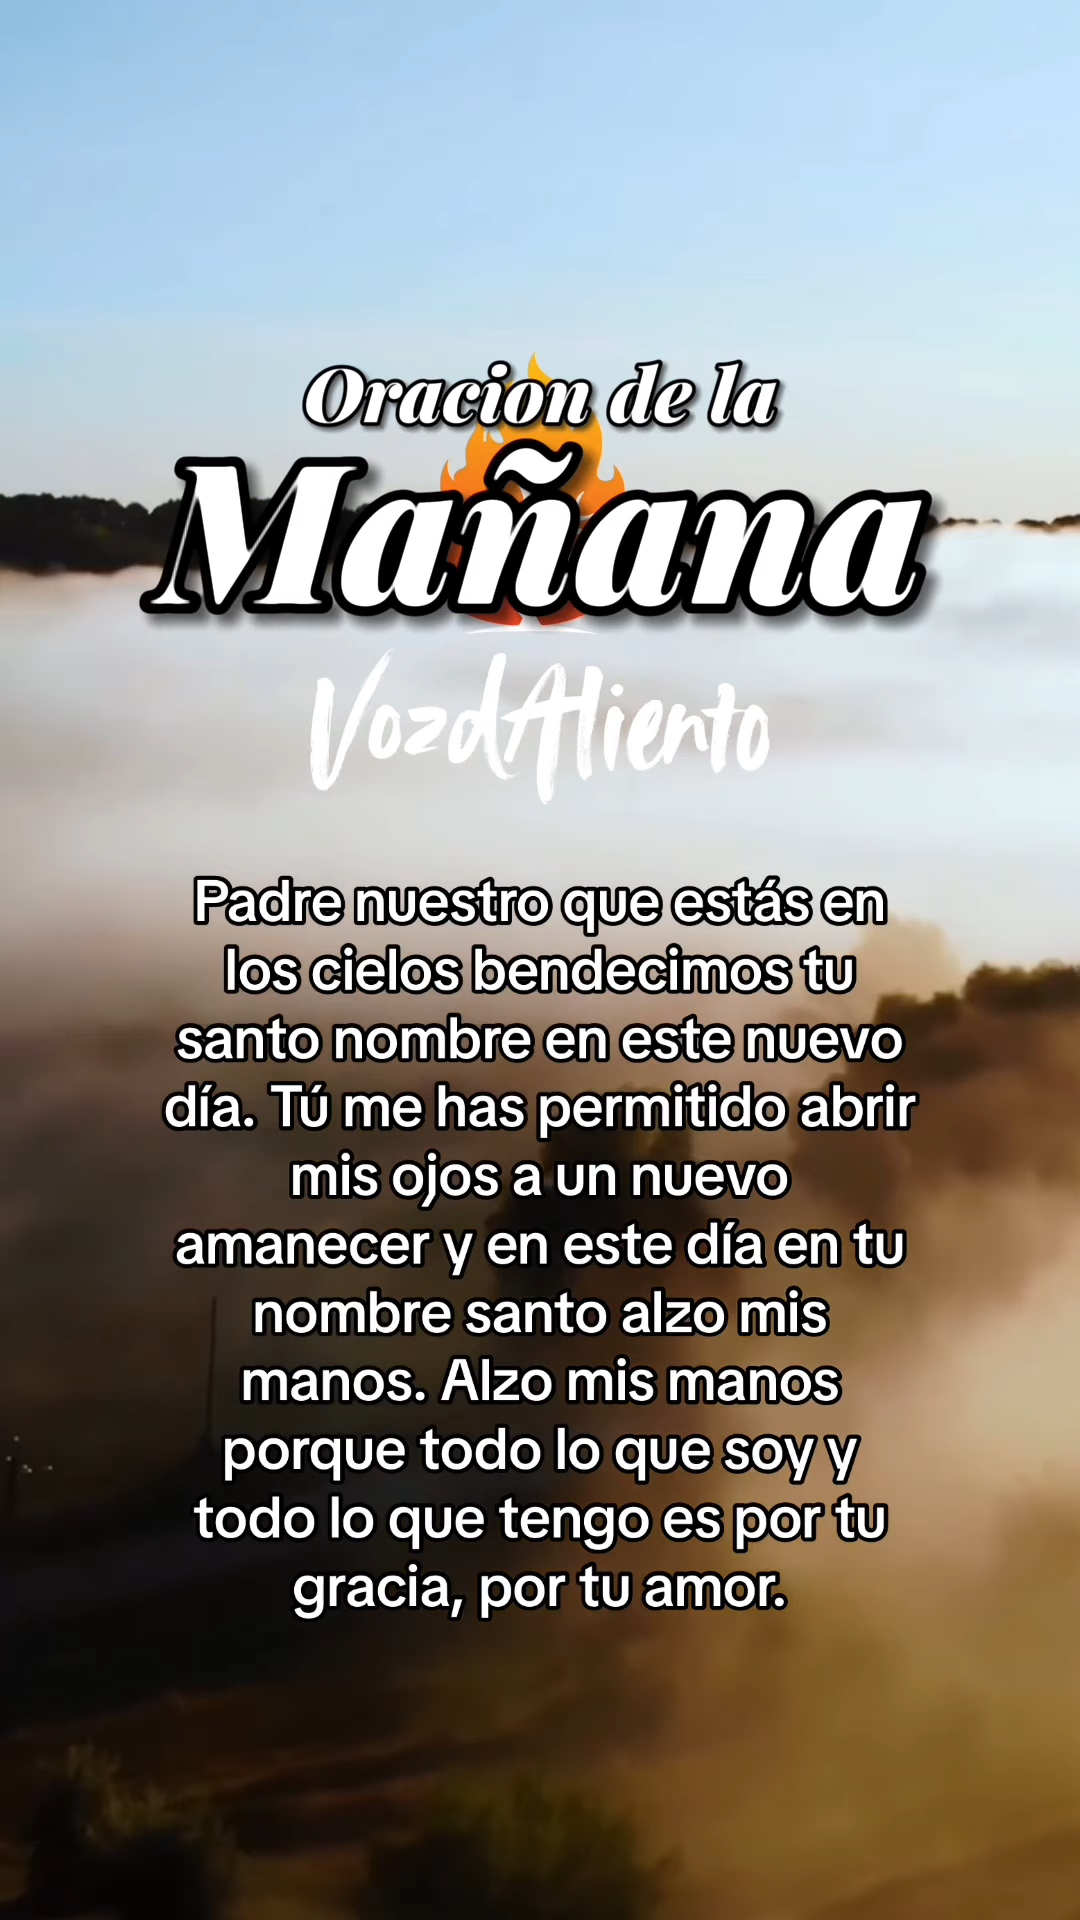 Oracion de la
Mañana
VozdAliento
Padre nuestro que estás en
los cielos bendecimos tu
santo nombre en este nuevo
día. Tú me has permitido abrir
mis ojos a un nuevo
amanecer y en este día en tu
nombre santo alzo mis
manos. Alzo mis manos
porque todo lo que soy y
todo lo que tengo es por tu
gracia, por tu amor.